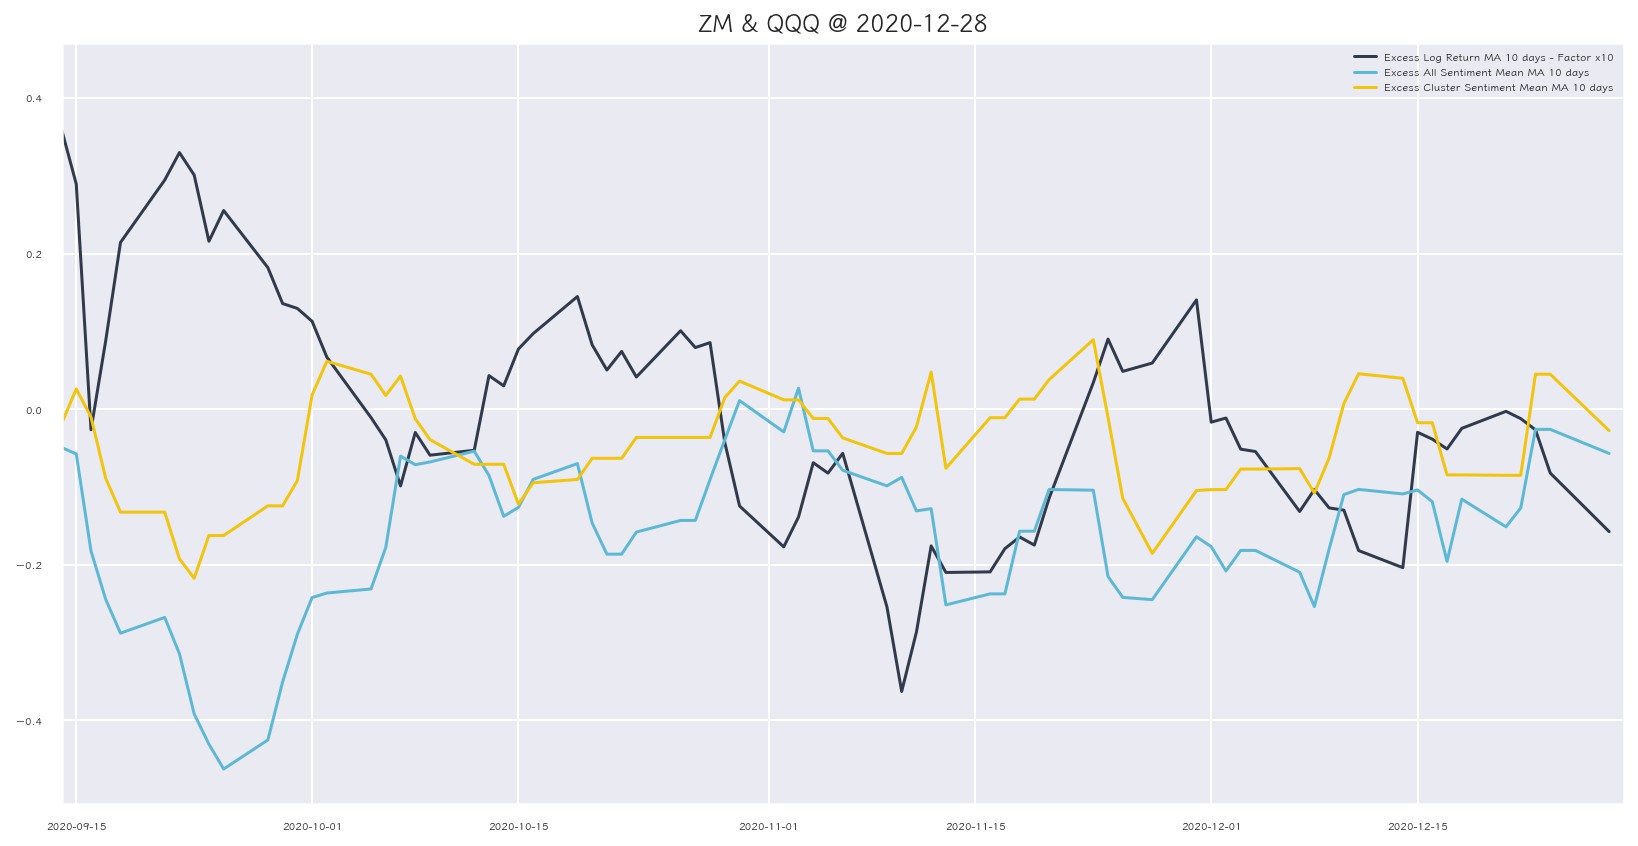 ZM & QQQ @ 2020-12-28
Excess Log Return MA 10 days - Factor x10
Excess All Sentiment Mean MA 10 days
Excess Cluster Sentiment Mean MA 10 days
0.4
0.2
0.0
−0.2
−0.4
2020-09-15 2020-10-01 2020-10-15 2020-11-01 2020-11-15 2020-12-01 2020-12-15